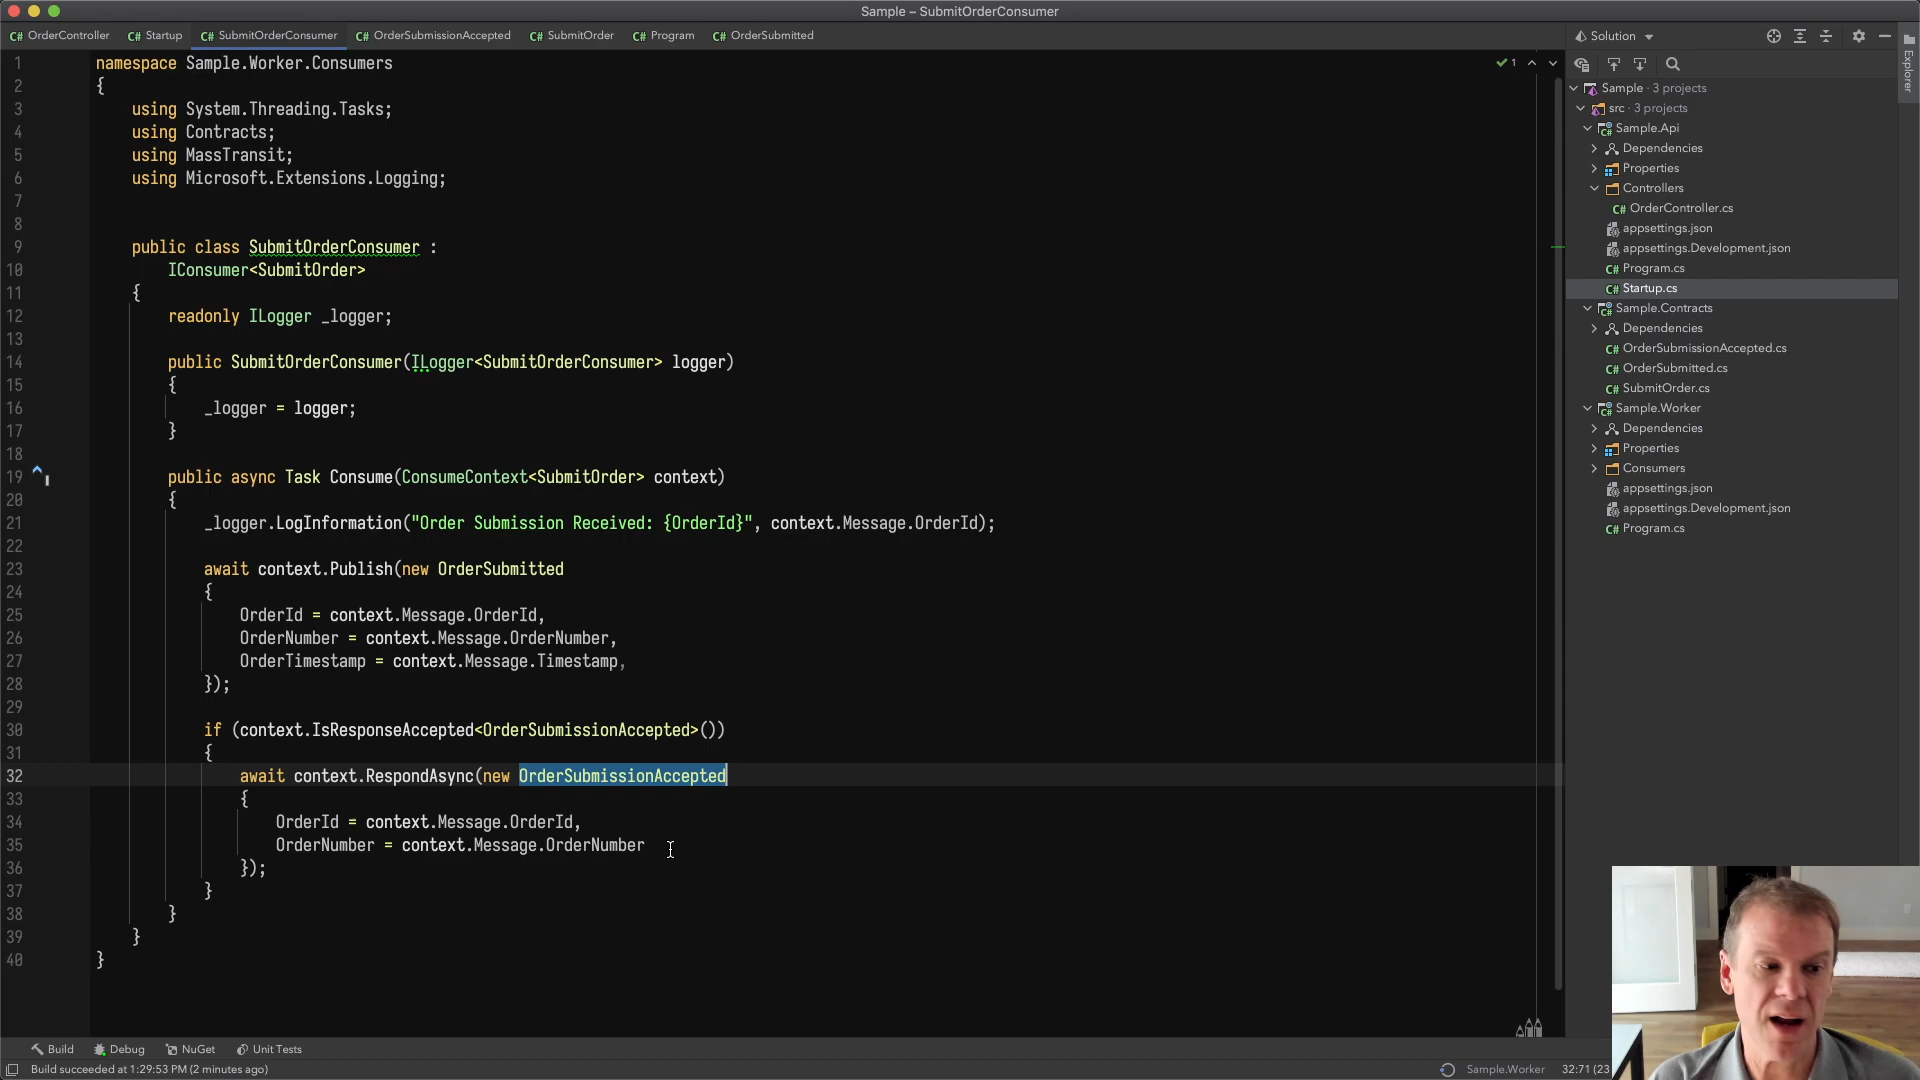 Sample – SubmitOrderConsumer
C# OrderController C# Startup C# SubmitOrderConsumer C# OrderSubmissionAccepted C# SubmitOrder C# Program C# OrderSubmitted
1 namespace Sample.Worker.Consumers
2 {
3 using System.Threading.Tasks;
4 using Contracts;
5 using MassTransit;
6 using Microsoft.Extensions.Logging;
7
8
9 public class SubmitOrderConsumer :
10 IConsumer<SubmitOrder>
11 {
12 readonly ILogger _logger;
13
14 public SubmitOrderConsumer(ILogger<SubmitOrderConsumer> logger)
15 {
16 _logger = logger;
17 }
18
19 public async Task Consume(ConsumeContext<SubmitOrder> context)
20 {
21 _logger.LogInformation("Order Submission Received: {OrderId}", context.Message.OrderId);
22
23 await context.Publish(new OrderSubmitted
24 {
25 OrderId = context.Message.OrderId,
26 OrderNumber = context.Message.OrderNumber,
27 OrderTimestamp = context.Message.Timestamp,
28 });
29
30 if (context.IsResponseAccepted<OrderSubmissionAccepted>())
31 {
32 await context.RespondAsync(new OrderSubmissionAccepted
33 {
34 OrderId = context.Message.OrderId,
35 OrderNumber = context.Message.OrderNumber
36 });
37 }
38 }
39 }
40 }
1
Solution
Explorer
Sample · 3 projects
src · 3 projects
C# Sample.Api
Dependencies
Properties
Controllers
C# OrderController.cs
appsettings.json
appsettings.Development.json
C# Program.cs
C# Startup.cs
C# Sample.Contracts
Dependencies
C# OrderSubmissionAccepted.cs
C# OrderSubmitted.cs
C# SubmitOrder.cs
C# Sample.Worker
Dependencies
Properties
Consumers
appsettings.json
appsettings.Development.json
C# Program.cs
Build Debug NuGet Unit Tests
Build succeeded at 1:29:53 PM (2 minutes ago)
Sample.Worker 32:71 (23